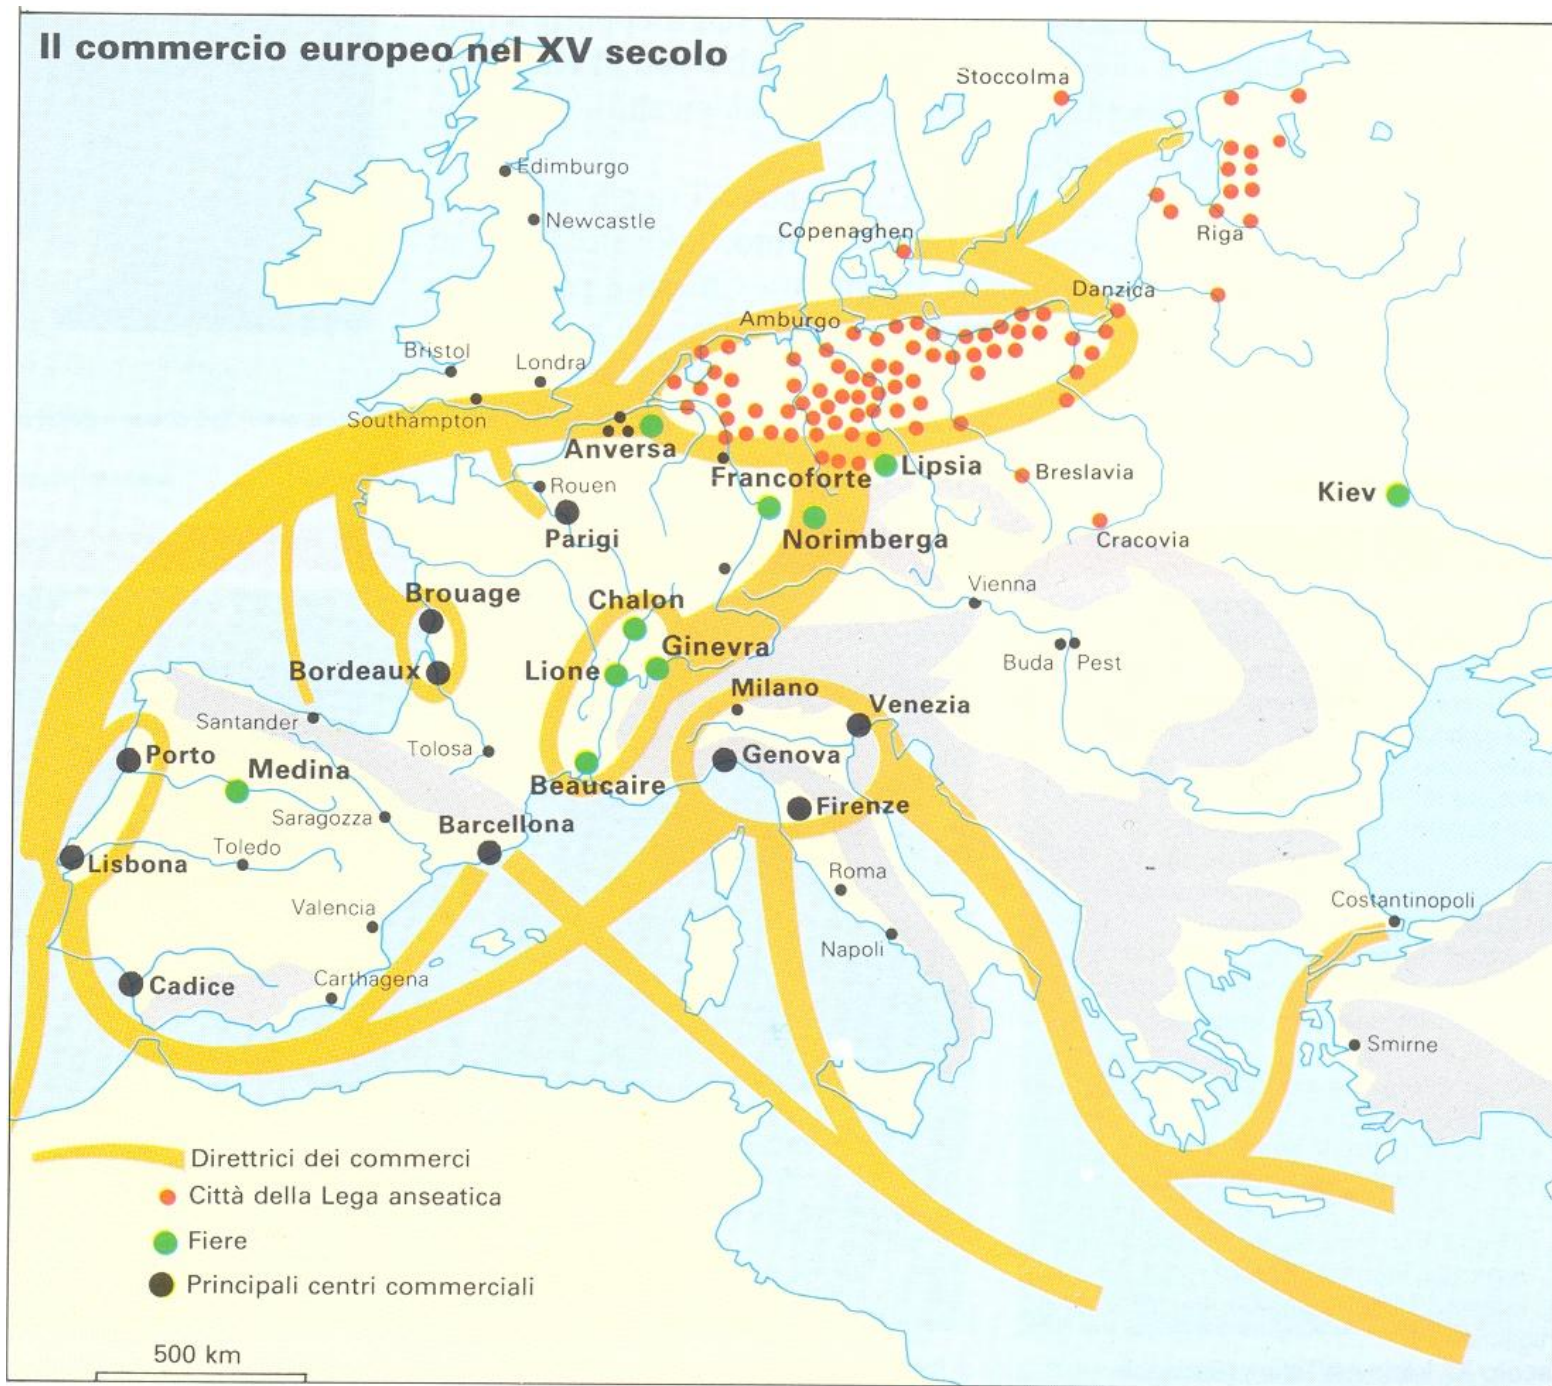 Il commercio europeo nel XV secolo
Stoccolma
Edimburgo
Newcastle
Copenaghen
Riga
Danzica
Amburgo
Bristol
Londra
Southampton
Anversa
Francoforte
Lipsia
Breslavia
Rouen
Kiev
Parigi
Norimberga
Cracovia
Vienna
Brouage
Chalon
Ginevra
Buda
Pest
Bordeaux
Lione
Milano
Venezia
Santander
Tolosa
Porto
Medina
Genova
Beaucaire
Firenze
Saragozza
Barcellona
Toledo
Lisbona
Roma
Costantinopoli
Valencia
Napoli
Cadice
Carthagena
Smirne
Direttrici dei commerci
Città della Lega anseatica
Fiere
Principali centri commerciali
500 km